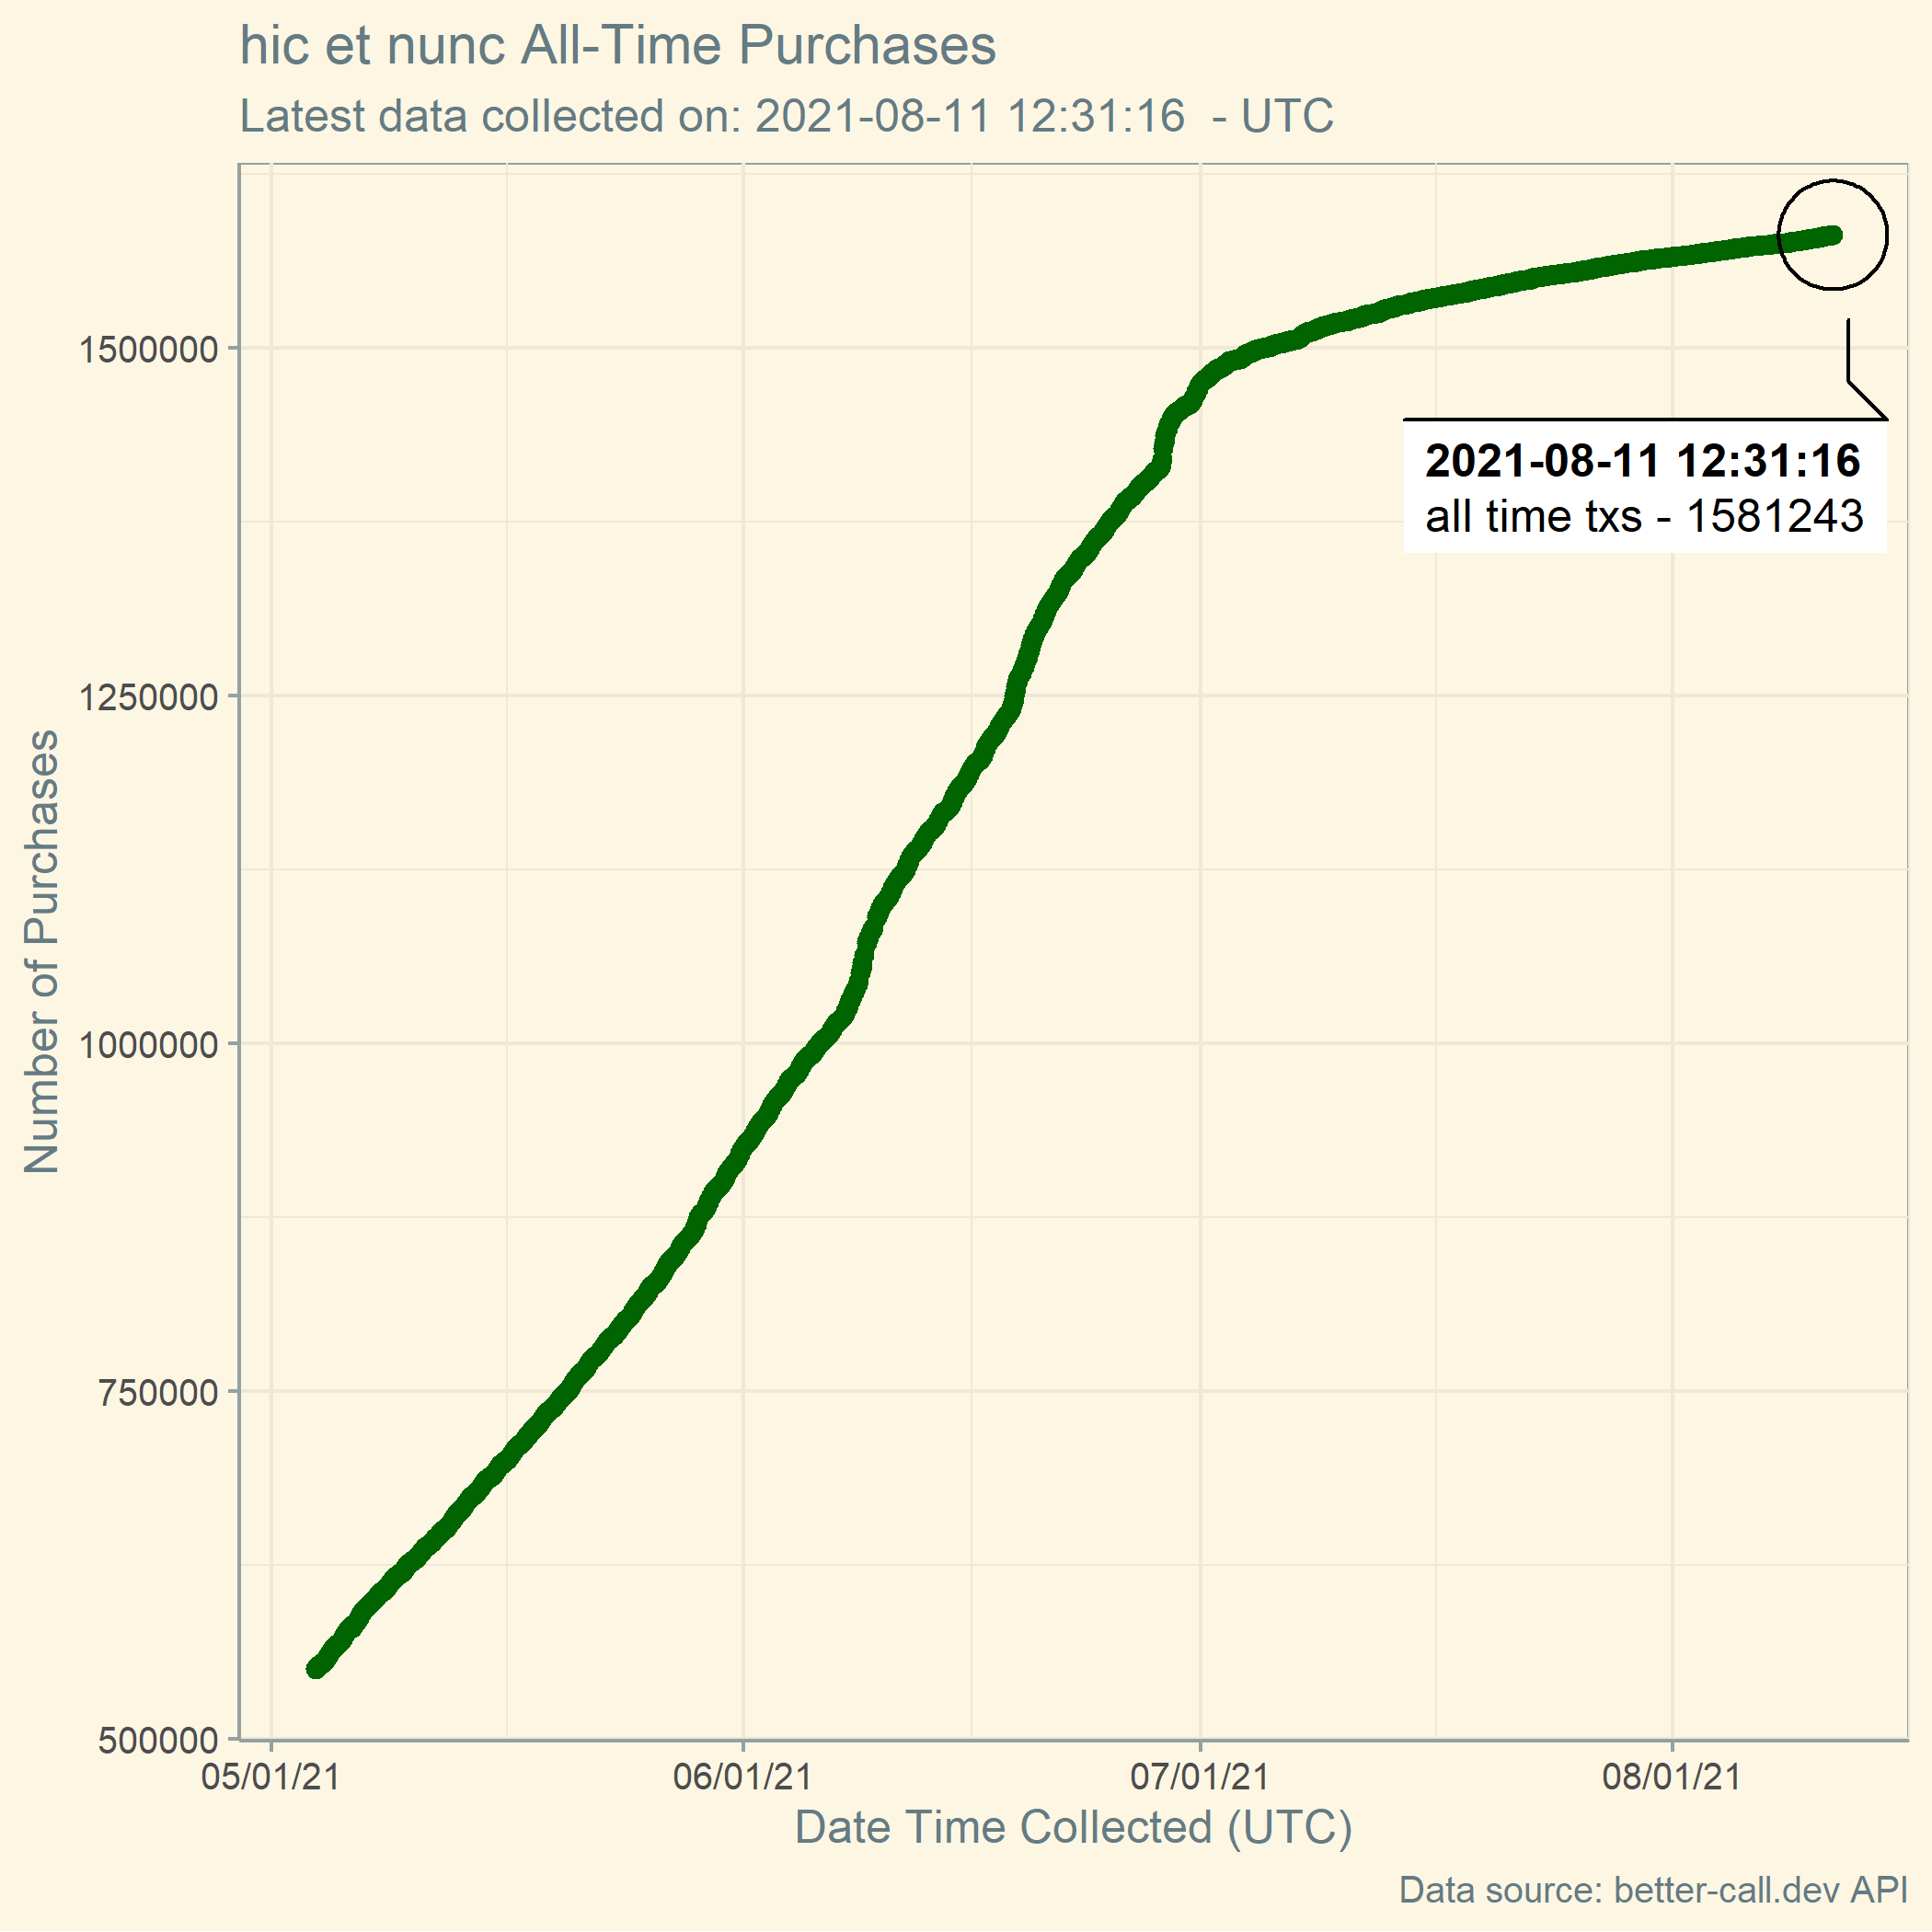 hic et nunc All-Time Purchases
Latest data collected on: 2021-08-11 12:31:16  - UTC
Number of Purchases
1500000
1250000
1000000
750000
500000
2021-08-11 12:31:16
all time txs - 1581243
05/01/21
06/01/21
07/01/21
08/01/21
Date Time Collected (UTC)
Data source: better-call.dev API